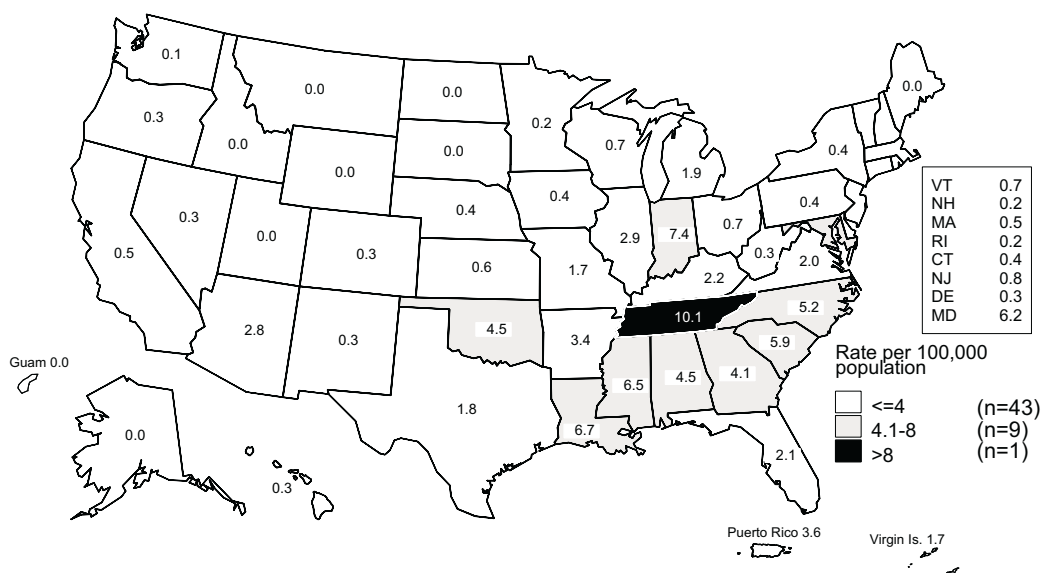 0.1
0.0
0.0
0.0
0.3
0.2
0.7
0.4
0.0
0.0
0.0
1.9
0.4
0.4
0.3
0.4
0.7
7.4
0.0
0.5
0.3
0.6
2.9
0.3
2.0
1.7
2.2
2.8
0.3
4.5
3.4
10.1
5.2
5.9
6.5
4.5
4.1
1.8
6.7
2.1
VT 0.7
NH 0.2
MA 0.5
RI 0.2
CT 0.4
NJ 0.8
DE 0.3
MD 6.2
Rate per 100,000
population
<=4 (n=43)
4.1-8 (n=9)
>8 (n=1)
Guam 0.0
0.0
0.3
Puerto Rico 3.6
Virgin Is. 1.7